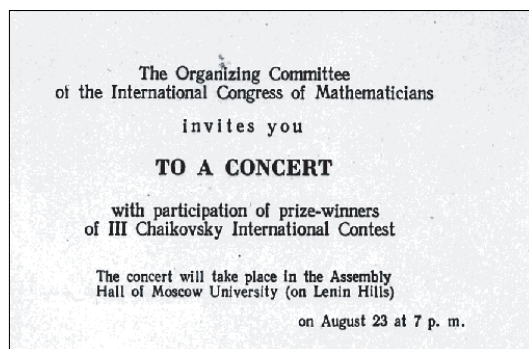 The Organizing Committee
of the International Congress of Mathematicians
invites you
TO A CONCERT
with participation of prize-winners
of III Chaikovsky International Contest
The concert will take place in the Assembly
Hall of Moscow University (on Lenin Hills)
on August 23 at 7 p. m.